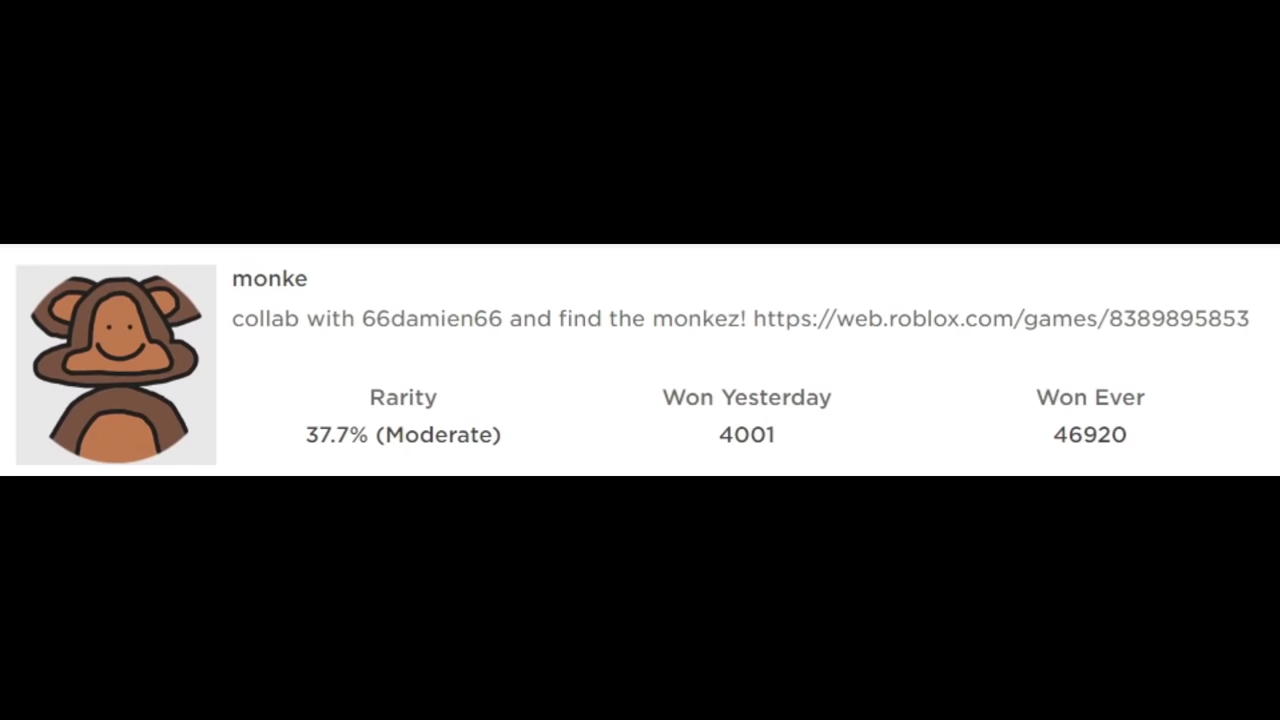 monke
collab with 66damien66 and find the monkez! https://web.roblox.com/games/8389895853
Rarity Won Yesterday Won Ever
37.7% (Moderate) 4001 46920